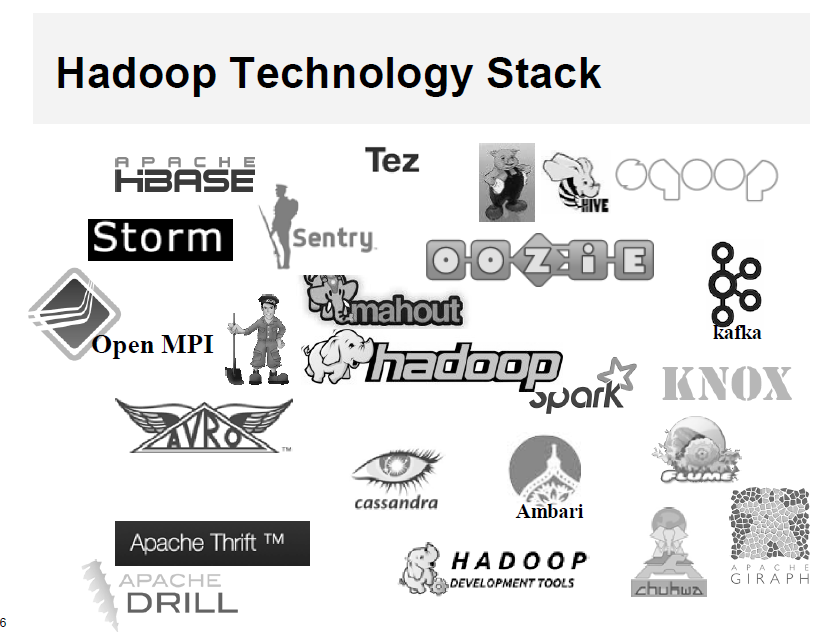 Hadoop Technology Stack
APACHE
HBASE
Tez
HIVE
sqoop
Storm
Sentry
OOZIE
mahout
kafka
Open MPI
hadoop
Spark
KNOX
AVRO
TM
cassandra
Ambari
FLUME
Apache Thrift ™
HADOOP
DEVELOPMENT TOOLS
chukwa
APACHE
GIRAPH
APACHE
DRILL
6